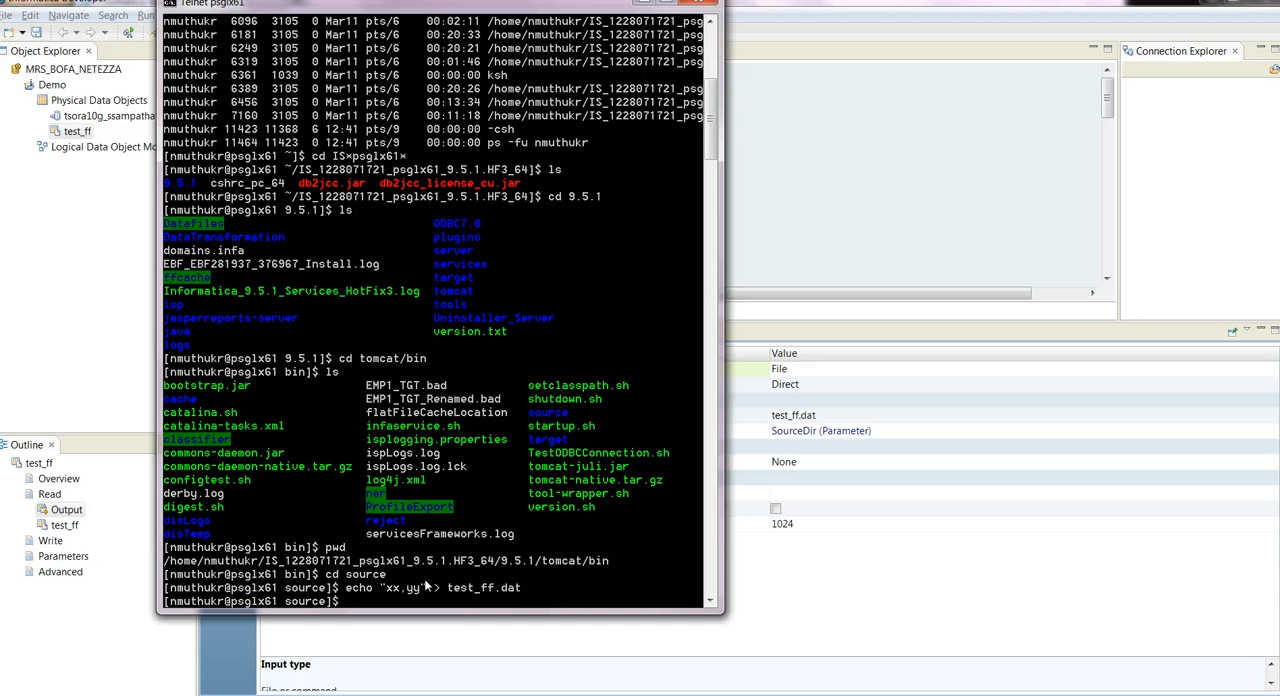 Informatica Developer
File Edit Navigate Search Run
Object Explorer
MRS_BOFA_NETEZZA
Demo
Physical Data Objects
tsora10g_ssampatha
test_ff
Logical Data Object Mo
Telnet psglx61
nmuthukr 6096 3105 0 Mar11 pts/6 00:02:11 /home/nmuthukr/IS_1228071721_psg
nmuthukr 6181 3105 0 Mar11 pts/6 00:20:33 /home/nmuthukr/IS_1228071721_psg
nmuthukr 6249 3105 0 Mar11 pts/6 00:20:21 /home/nmuthukr/IS_1228071721_psg
nmuthukr 6319 3105 0 Mar11 pts/6 00:01:46 /home/nmuthukr/IS_1228071721_psg
nmuthukr 6361 1039 0 Mar11 pts/6 00:00:00 ksh
nmuthukr 6389 3105 0 Mar11 pts/6 00:20:26 /home/nmuthukr/IS_1228071721_psg
nmuthukr 6456 3105 0 Mar11 pts/6 00:13:34 /home/nmuthukr/IS_1228071721_psg
nmuthukr 7160 3105 0 Mar11 pts/6 00:11:18 /home/nmuthukr/IS_1228071721_psg
nmuthukr 11423 11368 6 12:41 pts/9 00:00:00 -csh
nmuthukr 11464 11423 0 12:41 pts/9 00:00:00 ps -fu nmuthukr
[nmuthukr@psglx61 ~]$ cd IS*psglx61*
[nmuthukr@psglx61 ~/IS_1228071721_psglx61_9.5.1.HF3_64]$ ls
9.5.1 cshrc_pc_64 db2jcc.jar db2jcc_license_cu.jar
[nmuthukr@psglx61 ~/IS_1228071721_psglx61_9.5.1.HF3_64]$ cd 9.5.1
[nmuthukr@psglx61 9.5.1]$ ls
Datafiles ODBC7.0
DataTransformation plugins
domains.infa server
EBF_EBF281937_376967_Install.log services
ffcache target
Informatica_9.5.1_Services_HotFix3.log tomcat
isp tools
jasperreports-server Uninstaller_Server
java version.txt
logs
[nmuthukr@psglx61 9.5.1]$ cd tomcat/bin
[nmuthukr@psglx61 bin]$ ls
bootstrap.jar EMP1_TGT.bad setclasspath.sh
cache EMP1_TGT_Renamed.bad shutdown.sh
catalina.sh flatFileCacheLocation source
catalina-tasks.xml infaservice.sh startup.sh
classifier isplogging.properties target
commons-daemon.jar ispLogs.log TestODBCConnection.sh
commons-daemon-native.tar.gz ispLogs.log.lck tomcat-juli.jar
configtest.sh log4j.xml tomcat-native.tar.gz
derby.log ner tool-wrapper.sh
digest.sh ProfileExport version.sh
disLogs reject
disTemp servicesFrameworks.log
[nmuthukr@psglx61 bin]$ pwd
/home/nmuthukr/IS_1228071721_psglx61_9.5.1.HF3_64/9.5.1/tomcat/bin
[nmuthukr@psglx61 bin]$ cd source
[nmuthukr@psglx61 source]$ echo "xx,yy"> test_ff.dat
[nmuthukr@psglx61 source]$
Connection Explorer
Value
File
Direct
test_ff.dat
SourceDir (Parameter)
None
1024
Outline
test_ff
Overview
Read
Output
test_ff
Write
Parameters
Advanced
Input type
File or command